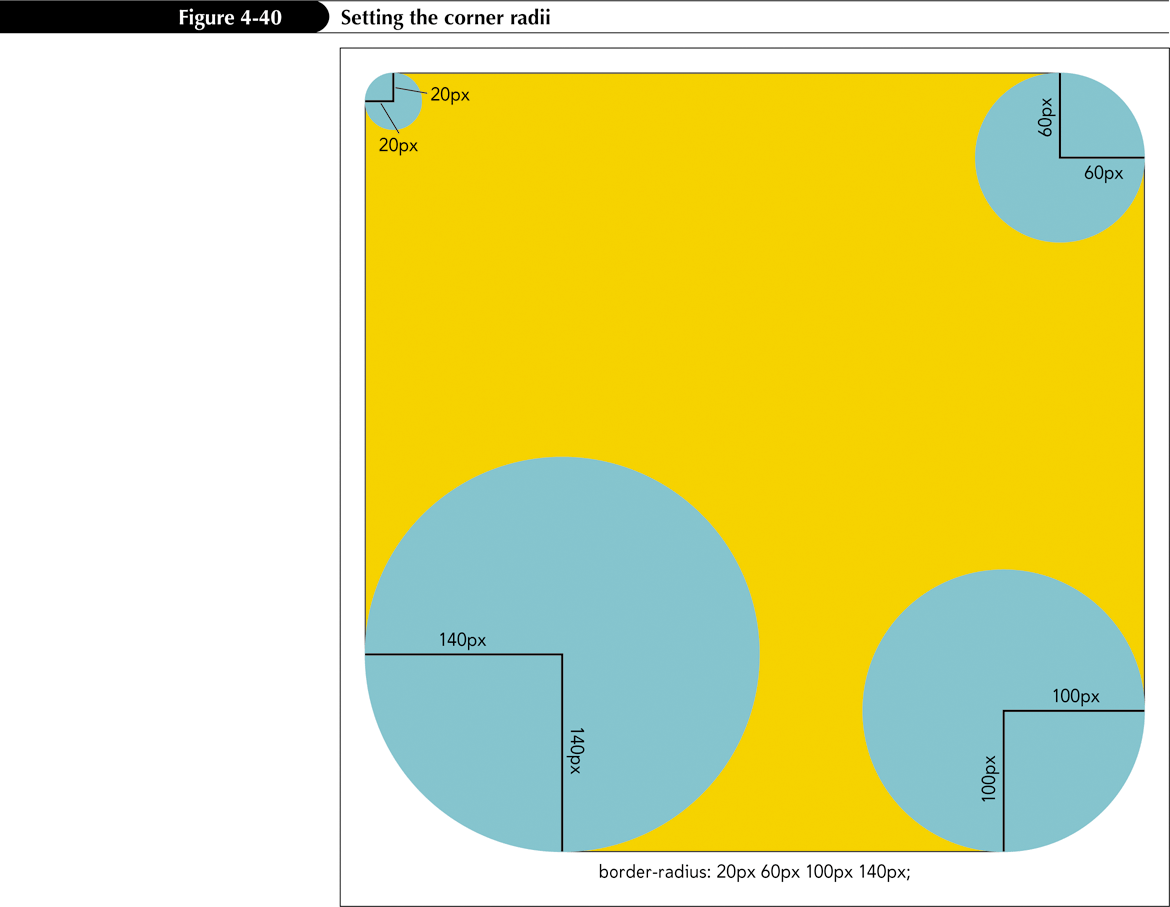 Figure 4-40 Setting the corner radii
20px
20px
60px
60px
140px
140px
100px
100px
border-radius: 20px 60px 100px 140px;